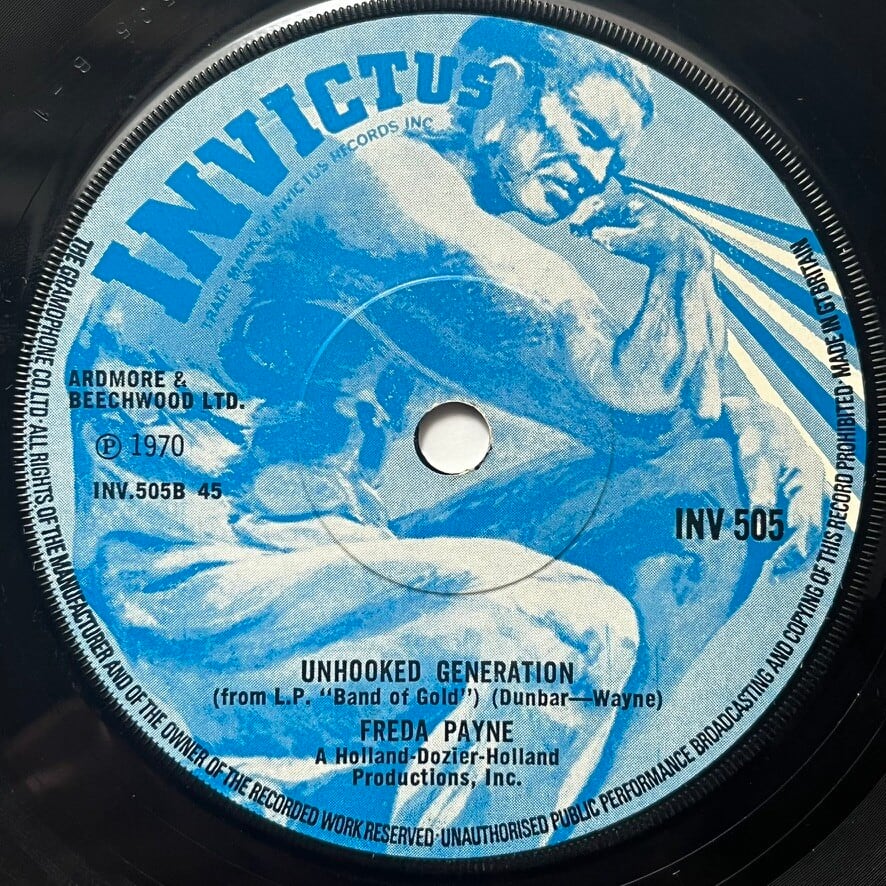 INVICTUS
TRADE MARK OF INVICTUS RECORDS INC.
ARDMORE &
BEECHWOOD LTD.
Ⓟ 1970
INV.505B 45
INV 505
UNHOOKED GENERATION
(from L.P. "Band of Gold") (Dunbar—Wayne)
FREDA PAYNE
A Holland-Dozier-Holland
Productions, Inc.
THE GRAMOPHONE CO. LTD. ALL RIGHTS OF THE MANUFACTURER AND OF THE OWNER OF THE RECORDED WORK RESERVED · UNAUTHORISED PUBLIC PERFORMANCE BROADCASTING AND COPYING OF THIS RECORD PROHIBITED · MADE IN GT. BRITAIN